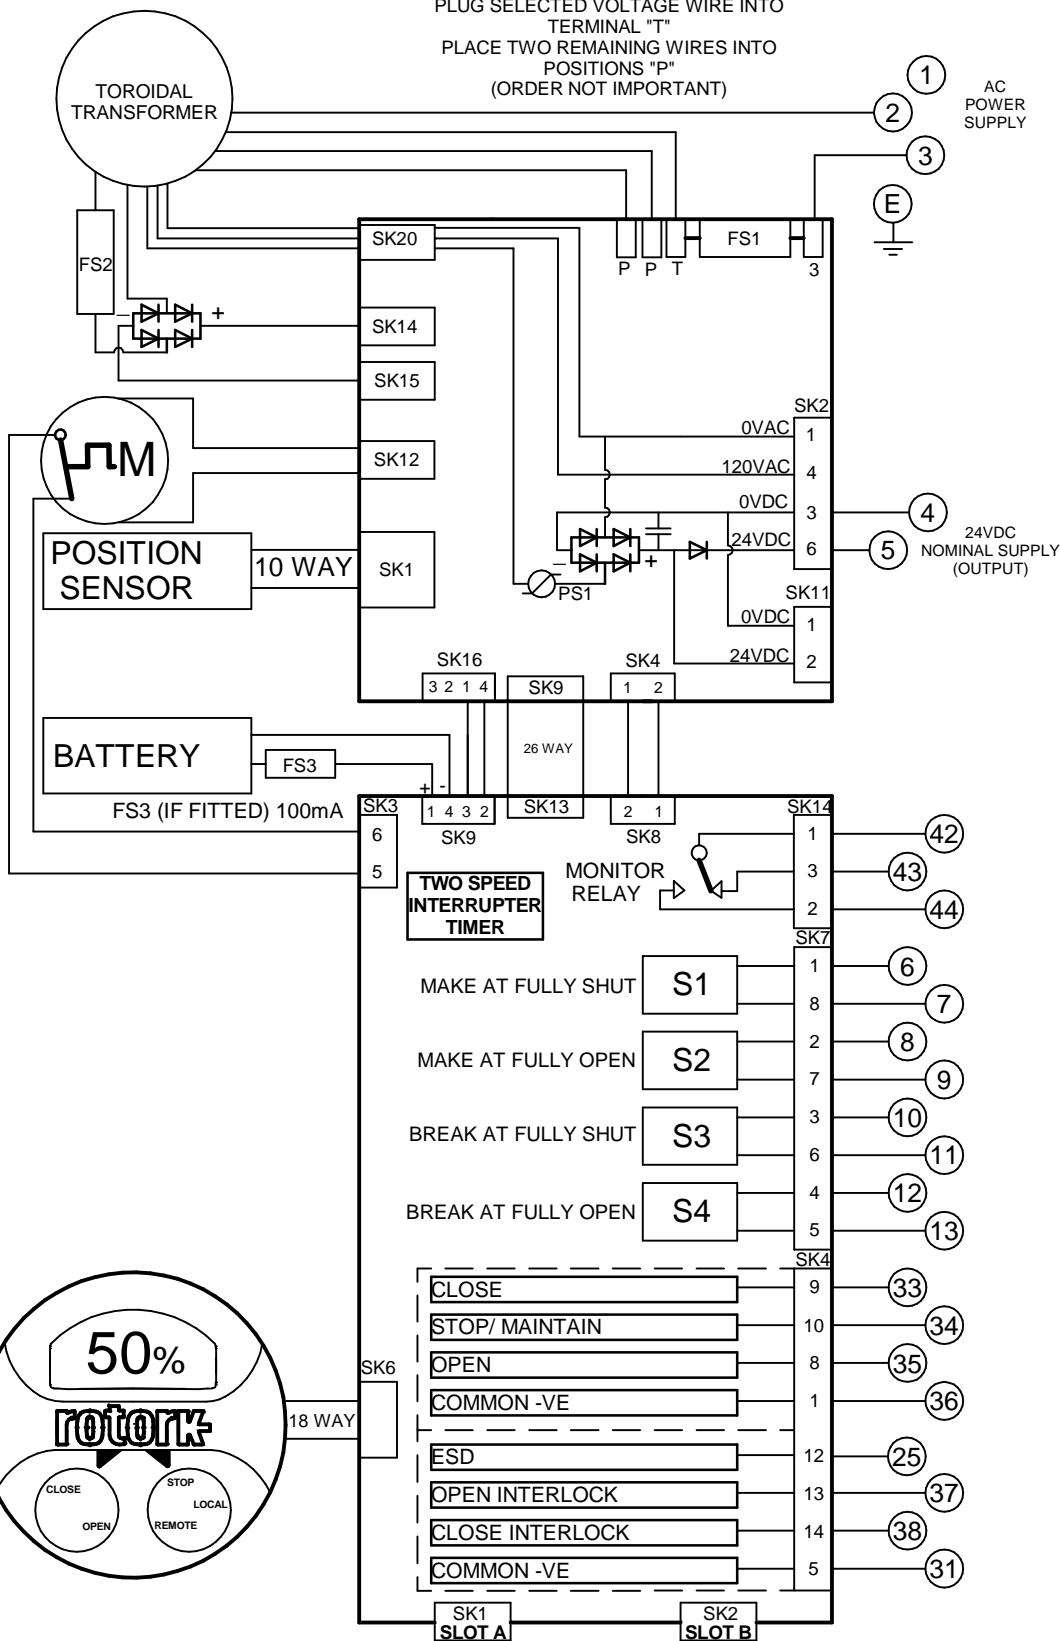 PLUG SELECTED VOLTAGE WIRE INTO
TERMINAL "T"
PLACE TWO REMAINING WIRES INTO
POSITIONS "P"
(ORDER NOT IMPORTANT)
TOROIDAL
TRANSFORMER
1
2
3
AC
POWER
SUPPLY
E
FS2
SK20
P P T
FS1
3
– +
SK14
SK15
SK12
M
POSITION
SENSOR
10 WAY
SK1
SK2
0VAC 1
120VAC 4
0VDC 3
24VDC 6
4
5
24VDC
NOMINAL SUPPLY
(OUTPUT)
– +
PS1
SK11
0VDC 1
24VDC 2
SK16
3 2 1 4
SK9
SK4
1 2
BATTERY
FS3
26 WAY
FS3 (IF FITTED) 100mA
+ -
SK3
6
5
1 4 3 2
SK9
SK13
2 1
SK8
SK14
1 42
3 43
2 44
MONITOR
RELAY
TWO SPEED
INTERRUPTER
TIMER
SK7
MAKE AT FULLY SHUT S1
1 6
8 7
MAKE AT FULLY OPEN S2
2 8
7 9
BREAK AT FULLY SHUT S3
3 10
6 11
BREAK AT FULLY OPEN S4
4 12
5 13
SK4
CLOSE 9 33
STOP/ MAINTAIN 10 34
OPEN 8 35
COMMON -VE 1 36
ESD 12 25
OPEN INTERLOCK 13 37
CLOSE INTERLOCK 14 38
COMMON -VE 5 31
50%
rotork
CLOSE
OPEN
STOP
LOCAL
REMOTE
18 WAY
SK6
SK1
SLOT A
SK2
SLOT B